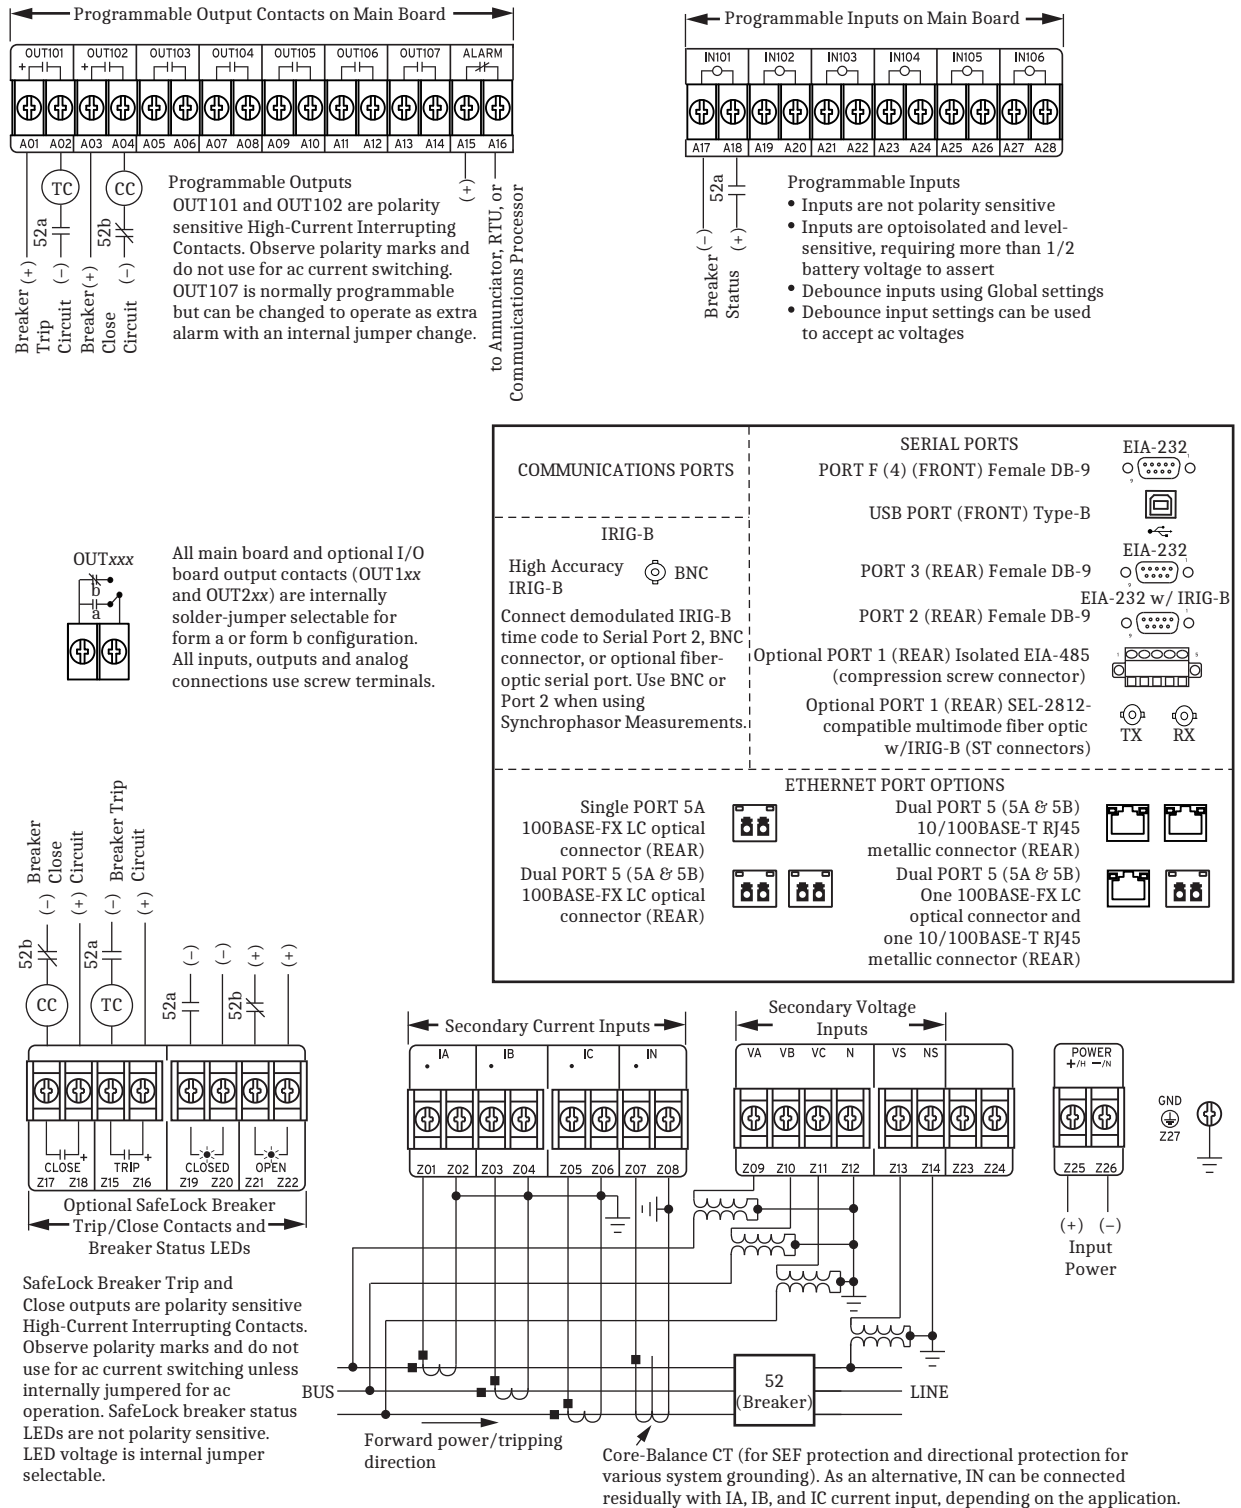 Programmable Output Contacts on Main Board
OUT101 OUT102 OUT103 OUT104 OUT105 OUT106 OUT107 ALARM
+ +
A01 A02 A03 A04 A05 A06 A07 A08 A09 A10 A11 A12 A13 A14 A15 A16
TC
CC
52a
52b
(+)
(–)
(+)
(–)
Breaker
Trip
Circuit
Breaker
Close
Circuit
(+)
to Annunciator, RTU, or
Communications Processor
Programmable Outputs
OUT101 and OUT102 are polarity
sensitive High-Current Interrupting
Contacts. Observe polarity marks and
do not use for ac current switching.
OUT107 is normally programmable
but can be changed to operate as extra
alarm with an internal jumper change.
Programmable Inputs on Main Board
IN101 IN102 IN103 IN104 IN105 IN106
A17 A18 A19 A20 A21 A22 A23 A24 A25 A26 A27 A28
52a
(–)
(+)
Breaker
Status
Programmable Inputs
• Inputs are not polarity sensitive
• Inputs are optoisolated and level-
sensitive, requiring more than 1/2
battery voltage to assert
• Debounce inputs using Global settings
• Debounce input settings can be used
to accept ac voltages
OUTxxx
b
a
All main board and optional I/O
board output contacts (OUT1xx
and OUT2xx) are internally
solder-jumper selectable for
form a or form b configuration.
All inputs, outputs and analog
connections use screw terminals.
COMMUNICATIONS PORTS
IRIG-B
High Accuracy
IRIG-B
BNC
Connect demodulated IRIG-B
time code to Serial Port 2, BNC
connector, or optional fiber-
optic serial port. Use BNC or
Port 2 when using
Synchrophasor Measurements.
SERIAL PORTS
EIA-232
PORT F (4) (FRONT) Female DB-9
1
9
USB PORT (FRONT) Type-B
EIA-232
PORT 3 (REAR) Female DB-9
1
9
EIA-232 w/ IRIG-B
PORT 2 (REAR) Female DB-9
1
9
Optional PORT 1 (REAR) Isolated EIA-485
(compression screw connector)
1 5
Optional PORT 1 (REAR) SEL-2812-
compatible multimode fiber optic
w/IRIG-B (ST connectors)
TX RX
ETHERNET PORT OPTIONS
Single PORT 5A
100BASE-FX LC optical
connector (REAR)
Dual PORT 5 (5A & 5B)
100BASE-FX LC optical
connector (REAR)
Dual PORT 5 (5A & 5B)
10/100BASE-T RJ45
metallic connector (REAR)
Dual PORT 5 (5A & 5B)
One 100BASE-FX LC
optical connector and
one 10/100BASE-T RJ45
metallic connector (REAR)
Breaker
Close
Circuit
Breaker Trip
Circuit
(–)
(+)
(–)
(+)
52b
52a
CC
TC
(–)
(–)
(+)
(+)
52a
52b
CLOSE + TRIP + CLOSED OPEN
Z17 Z18 Z15 Z16 Z19 Z20 Z21 Z22
Optional SafeLock Breaker
Trip/Close Contacts and
Breaker Status LEDs
SafeLock Breaker Trip and
Close outputs are polarity sensitive
High-Current Interrupting Contacts.
Observe polarity marks and do not
use for ac current switching unless
internally jumpered for ac
operation. SafeLock breaker status
LEDs are not polarity sensitive.
LED voltage is internal jumper
selectable.
Secondary Current Inputs
IA IB IC IN
Z01 Z02 Z03 Z04 Z05 Z06 Z07 Z08
Secondary Voltage
Inputs
VA VB VC N VS NS
Z09 Z10 Z11 Z12 Z13 Z14 Z23 Z24
POWER
+/H –/N
Z25 Z26
(+) (–)
Input
Power
GND
Z27
BUS
52
(Breaker)
LINE
Forward power/tripping
direction
Core-Balance CT (for SEF protection and directional protection for
various system grounding). As an alternative, IN can be connected
residually with IA, IB, and IC current input, depending on the application.